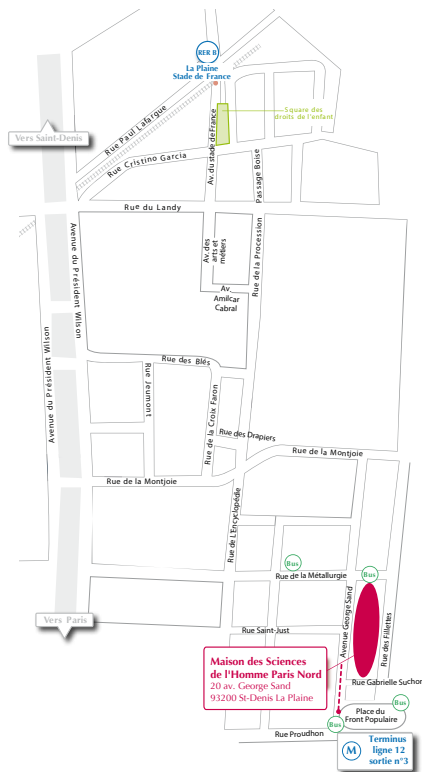 RER B
La Plaine
Stade de France
Square des
droits de l'enfant
Rue Paul Lafargue
Vers Saint-Denis
Av. du stade de France
Rue Cristino Garcia
Passage Boise
Rue du Landy
Avenue du Président Wilson
Av. des
arts et
métiers
Rue de la Procession
Av.
Amilcar
Cabral
Avenue du Président Wilson
Rue des Blés
Rue Jeumont
Rue de la Croix Faron
Rue des Drapiers
Rue de la Montjoie
Rue de la Montjoie
Rue de L'Encyclopédie
Bus
Rue de la Métallurgie
Bus
Avenue George Sand
Rue des Fillettes
Vers Paris
Rue Saint-Just
Maison des Sciences
de l'Homme Paris Nord
20 av. George Sand
93200 St-Denis La Plaine
Rue Gabrielle Suchon
Bus
Place du
Front Populaire
Bus
Rue Proudhon
M
Terminus
ligne 12
sortie n°3